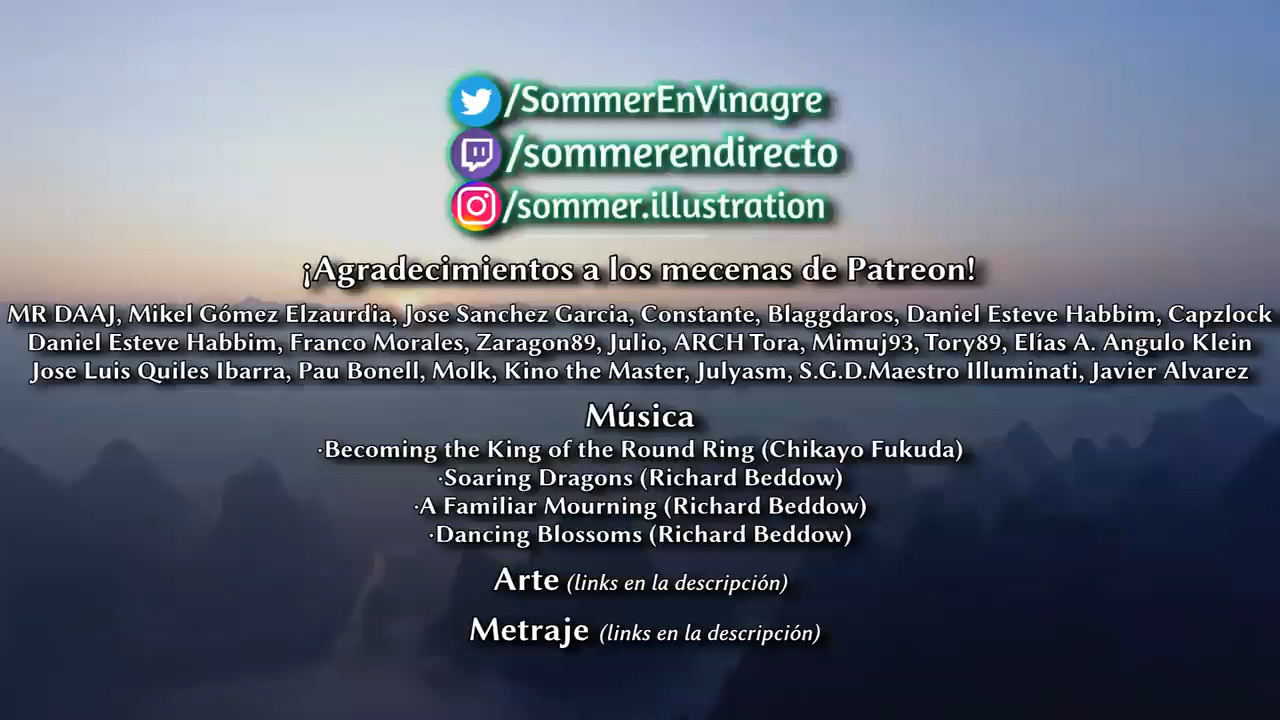 /SommerEnVinagre
/sommerendirecto
/sommer.illustration
¡Agradecimientos a los mecenas de Patreon!
MR DAAJ, Mikel Gómez Elzaurdia, Jose Sanchez Garcia, Constante, Blaggdaros, Daniel Esteve Habbim, Capzlock
Daniel Esteve Habbim, Franco Morales, Zaragon89, Julio, ARCH Tora, Mimuj93, Tory89, Elías A. Angulo Klein
Jose Luis Quiles Ibarra, Pau Bonell, Molk, Kino the Master, Julyasm, S.G.D.Maestro Illuminati, Javier Alvarez
Música
·Becoming the King of the Round Ring (Chikayo Fukuda)
·Soaring Dragons (Richard Beddow)
·A Familiar Mourning (Richard Beddow)
·Dancing Blossoms (Richard Beddow)
Arte (links en la descripción)
Metraje (links en la descripción)